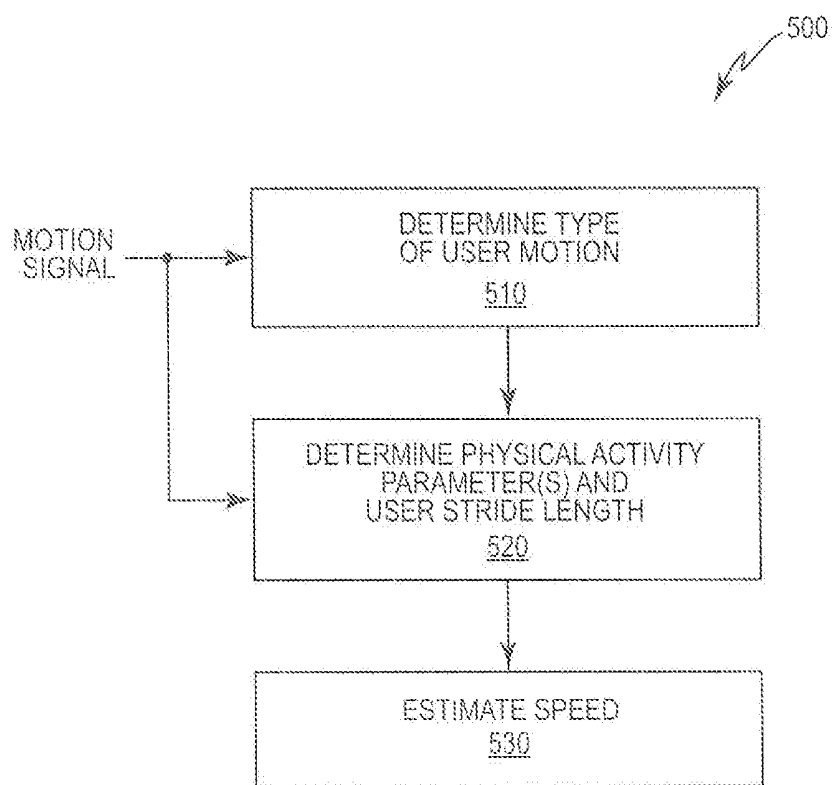 500
DETERMINE TYPE
OF USER MOTION
510
MOTION
SIGNAL
DETERMINE PHYSICAL ACTIVITY
PARAMETER(S) AND
USER STRIDE LENGTH
520
ESTIMATE SPEED
530